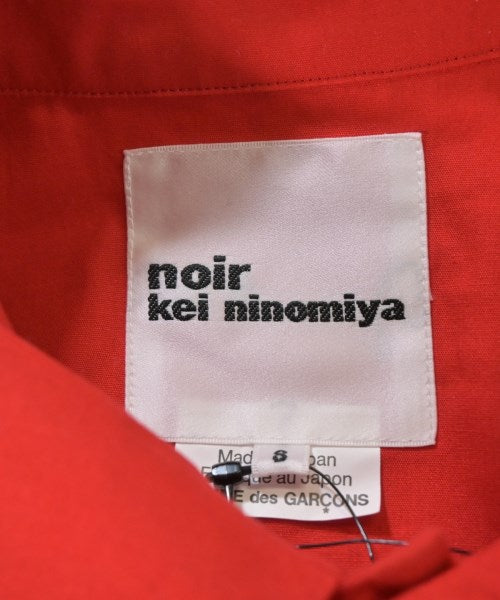 noir
kei ninomiya
S
au Japon
des GARÇONS
*